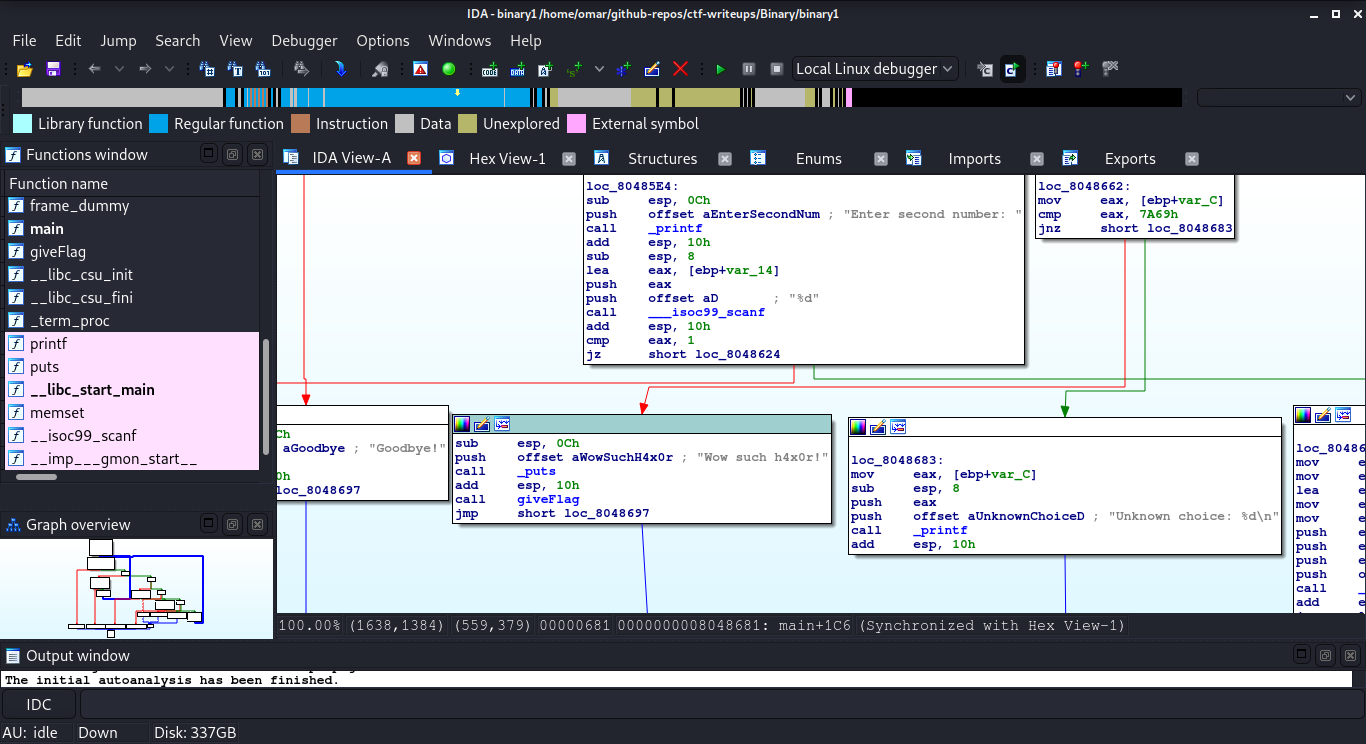 IDA - binary1 /home/omar/github-repos/ctf-writeups/Binary/binary1
File Edit Jump Search View Debugger Options Windows Help
Local Linux debugger
Library function Regular function Instruction Data Unexplored External symbol
Functions window
IDA View-A Hex View-1 Structures Enums Imports Exports
Function name
frame_dummy
main
giveFlag
__libc_csu_init
__libc_csu_fini
_term_proc
printf
puts
__libc_start_main
memset
__isoc99_scanf
__imp___gmon_start__
loc_80485E4:
sub esp, 0Ch
push offset aEnterSecondNum ; "Enter second number: "
call _printf
add esp, 10h
sub esp, 8
lea eax, [ebp+var_14]
push eax
push offset aD ; "%d"
call ___isoc99_scanf
add esp, 10h
cmp eax, 1
jz short loc_8048624
loc_8048662:
mov eax, [ebp+var_C]
cmp eax, 7A69h
jnz short loc_8048683
Ch
aGoodbye ; "Goodbye!"
0h
loc_8048697
sub esp, 0Ch
push offset aWowSuchH4x0r ; "Wow such h4x0r!"
call _puts
add esp, 10h
call giveFlag
jmp short loc_8048697
loc_8048683:
mov eax, [ebp+var_C]
sub esp, 8
push eax
push offset aUnknownChoiceD ; "Unknown choice: %d\n"
call _printf
add esp, 10h
loc_80486
mov e
mov e
lea e
mov e
mov e
push e
push e
push e
push o
call _
add e
Graph overview
100.00% (1638,1384) (559,379) 00000681 0000000008048681: main+1C6 (Synchronized with Hex View-1)
Output window
The initial autoanalysis has been finished.
IDC
AU: idle Down Disk: 337GB